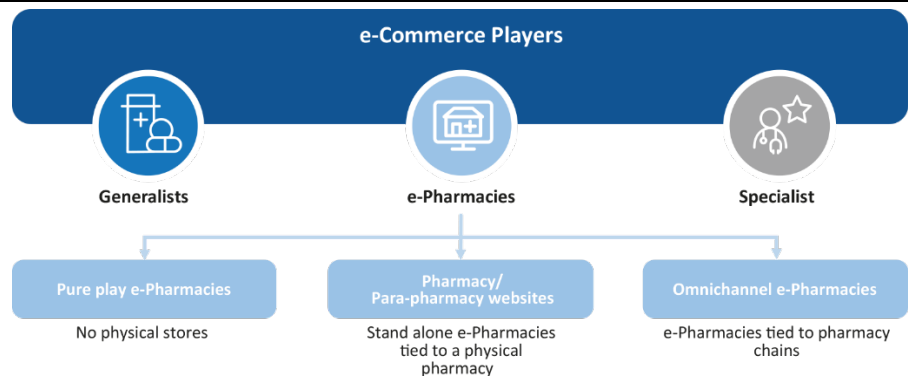 e-Commerce Players
Generalists
e-Pharmacies
Specialist
Pure play e-Pharmacies
Pharmacy/
Para-pharmacy websites
Omnichannel e-Pharmacies
No physical stores
Stand alone e-Pharmacies
tied to a physical
pharmacy
e-Pharmacies tied to pharmacy
chains